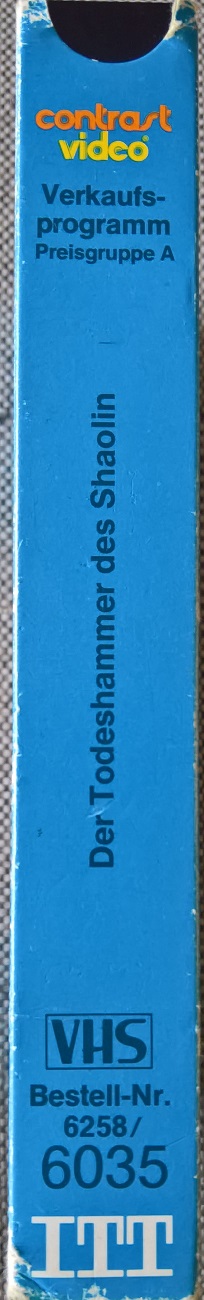 contrast
video
Verkaufs-
programm
Preisgruppe A
Der Todeshammer des Shaolin
VHS
Bestell-Nr.
6258/
6035
ITT